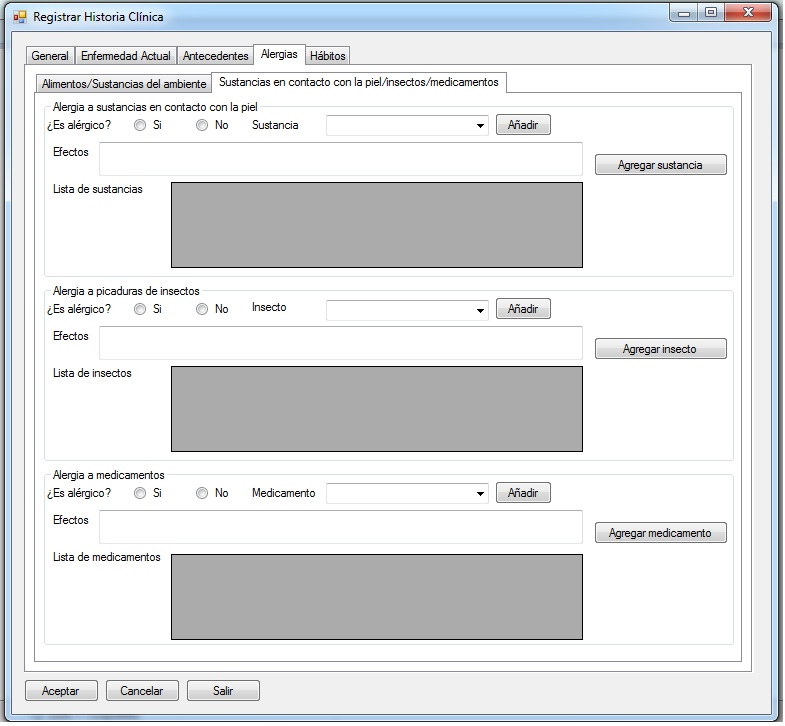 Registrar Historia Clínica
General Enfermedad Actual Antecedentes Alergias Hábitos
Alimentos/Sustancias del ambiente Sustancias en contacto con la piel/insectos/medicamentos
Alergia a sustancias en contacto con la piel
¿Es alérgico? Si No Sustancia Añadir
Efectos
Agregar sustancia
Lista de sustancias
Alergia a picaduras de insectos
¿Es alérgico? Si No Insecto Añadir
Efectos
Agregar insecto
Lista de insectos
Alergia a medicamentos
¿Es alérgico? Si No Medicamento Añadir
Efectos
Agregar medicamento
Lista de medicamentos
Aceptar Cancelar Salir